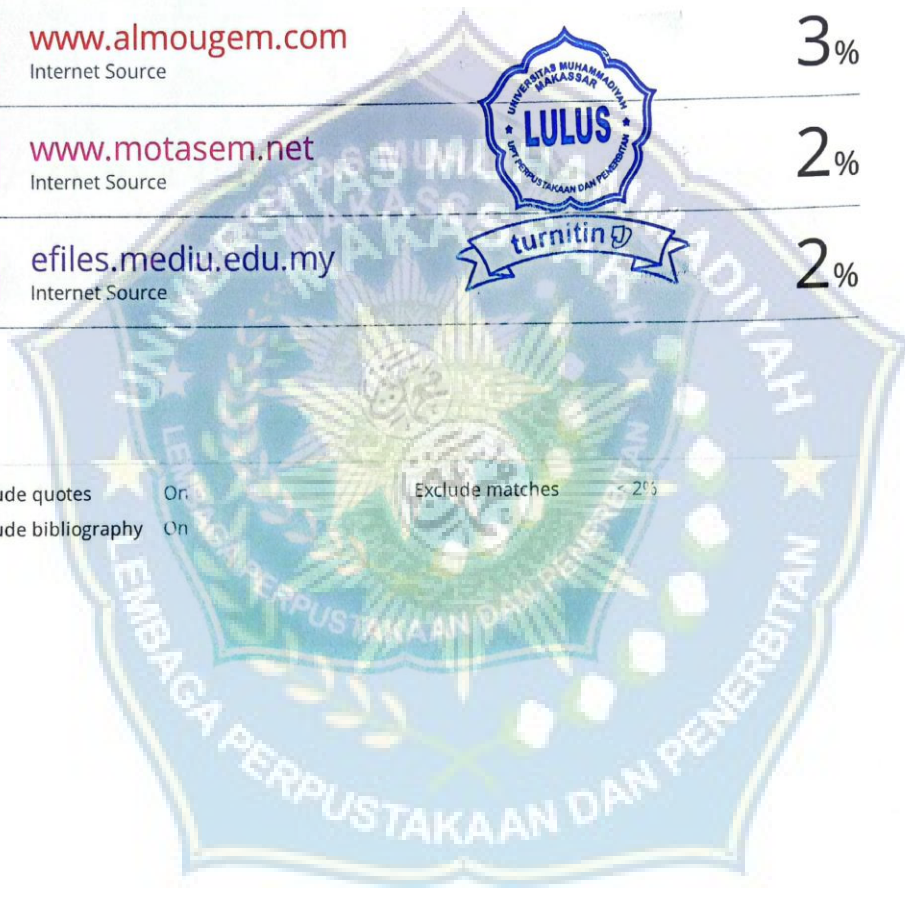 www.almougem.com
3%
Internet Source
www.motasem.net
2%
Internet Source
efiles.mediu.edu.my
2%
Internet Source
UNIVERSITAS MUHAMMADIYAH
MAKASSAR
LULUS
UPT PERPUSTAKAAN DAN PENERBITAN
turnitin
ude quotes On
Exclude matches < 2%
ude bibliography On
UNIVERSITAS MUHAMMADIYAH
MAKASSAR
LEMBAGA PERPUSTAKAAN DAN PENERBITAN
LEMBAGA PERPUSTAKAAN DAN PENERBITAN